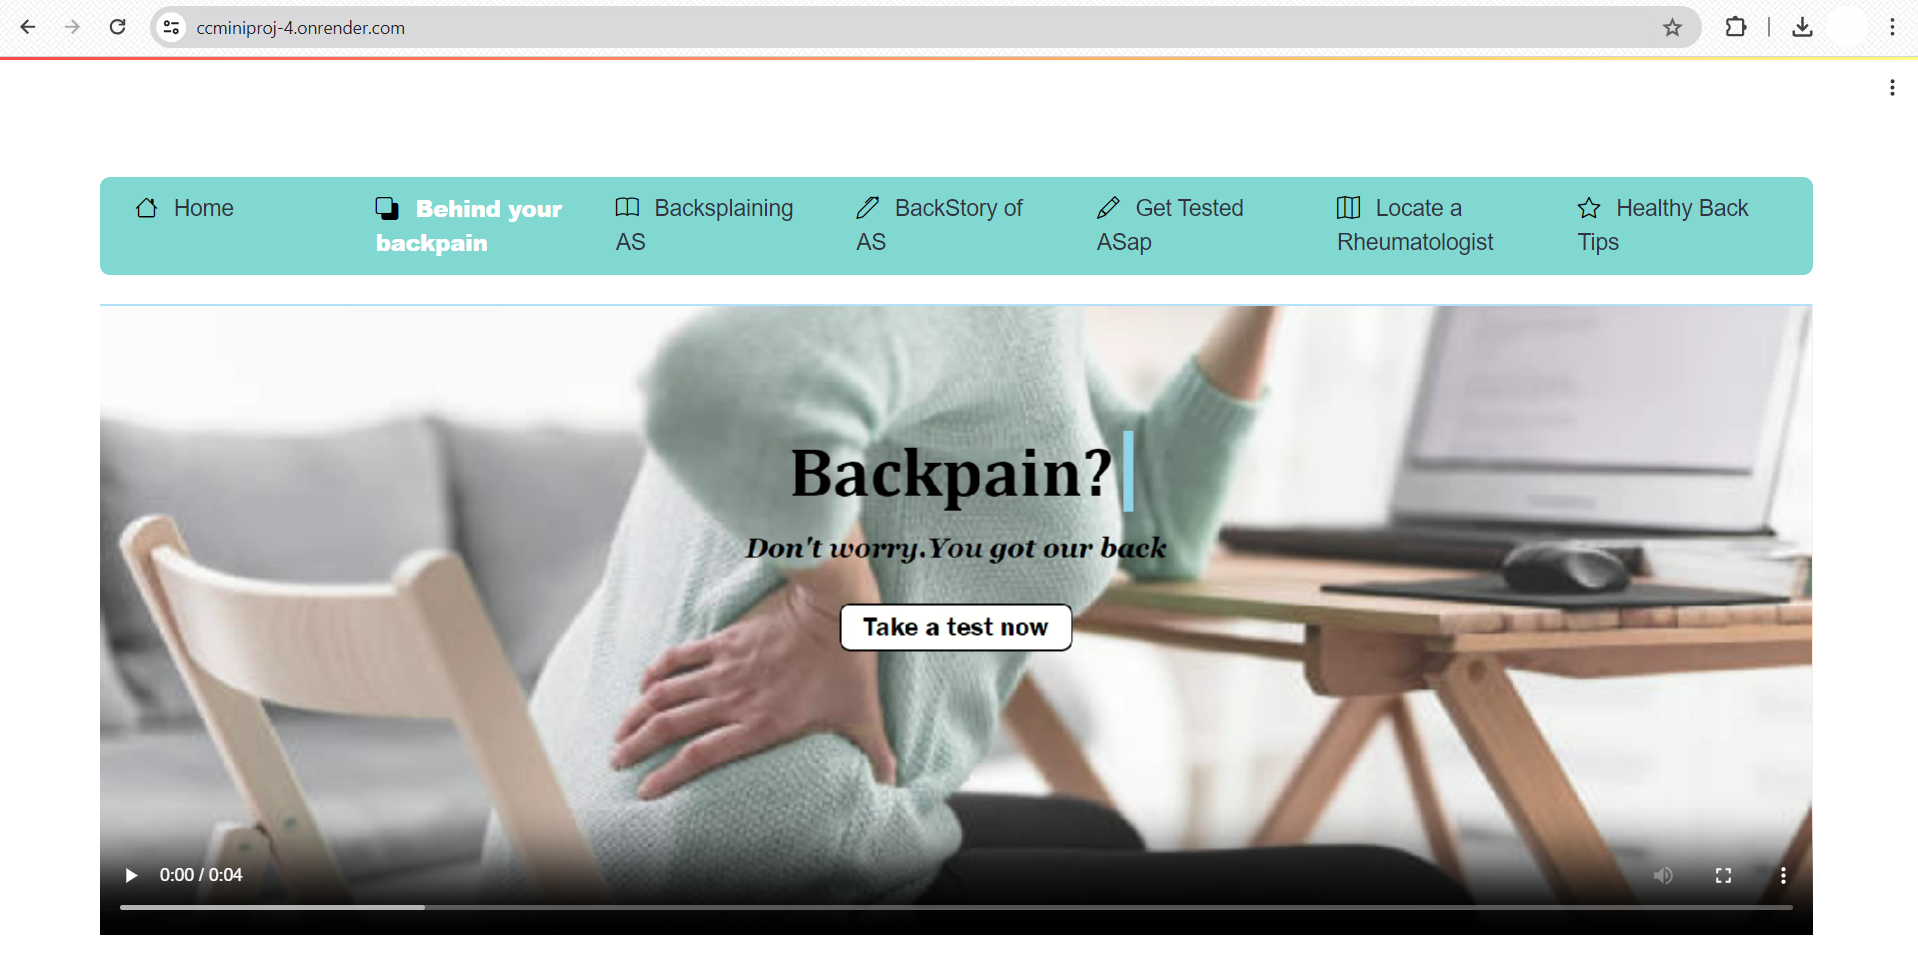 ccminiproj-4.onrender.com
Home
Behind your
backpain
Backsplaining
AS
BackStory of
AS
Get Tested
ASap
Locate a
Rheumatologist
Healthy Back
Tips
Backpain?
Don't worry.You got our back
Take a test now
0:00 / 0:04